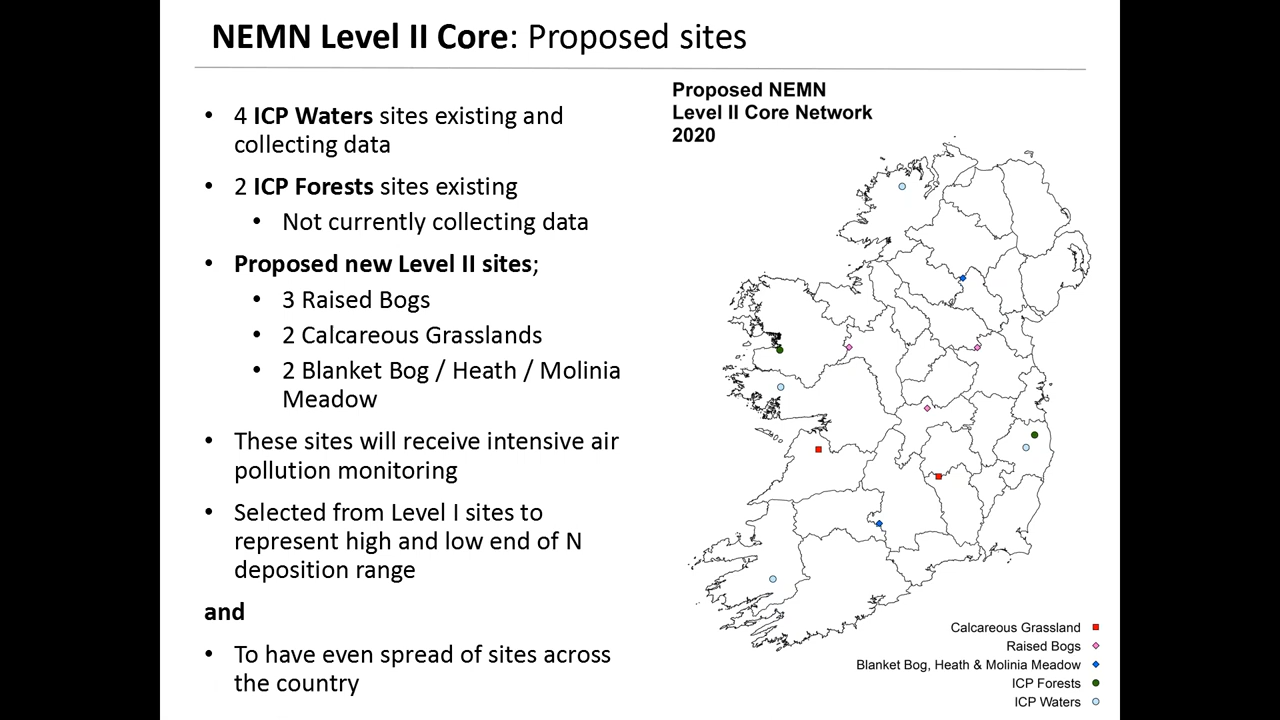 NEMN Level II Core: Proposed sites
• 4 ICP Waters sites existing and
collecting data
• 2 ICP Forests sites existing
• Not currently collecting data
• Proposed new Level II sites;
• 3 Raised Bogs
• 2 Calcareous Grasslands
• 2 Blanket Bog / Heath / Molinia
Meadow
• These sites will receive intensive air
pollution monitoring
• Selected from Level I sites to
represent high and low end of N
deposition range
and
• To have even spread of sites across
the country
Proposed NEMN
Level II Core Network
2020
Calcareous Grassland
Raised Bogs
Blanket Bog, Heath & Molinia Meadow
ICP Forests
ICP Waters